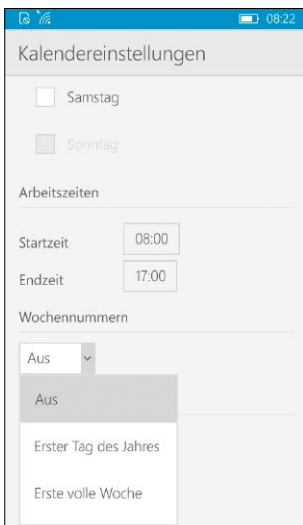 08:22
Kalendereinstellungen
Samstag
Sonntag
Arbeitszeiten
Startzeit 08:00
Endzeit 17:00
Wochennummern
Aus
Aus
Erster Tag des Jahres
Erste volle Woche